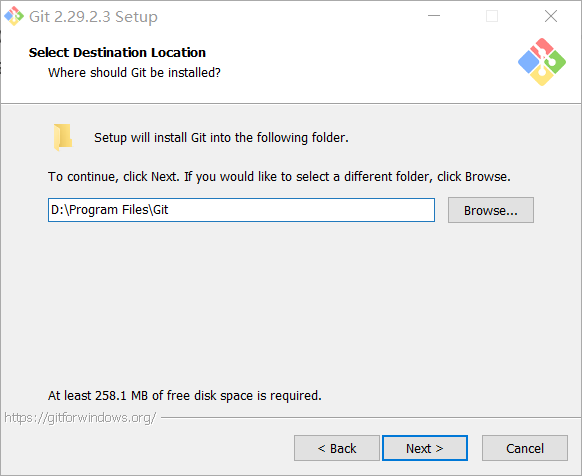 Git 2.29.2.3 Setup
Select Destination Location
Where should Git be installed?
Setup will install Git into the following folder.
To continue, click Next. If you would like to select a different folder, click Browse.
D:\Program Files\Git
Browse...
At least 258.1 MB of free disk space is required.
https://gitforwindows.org/
< Back
Next >
Cancel